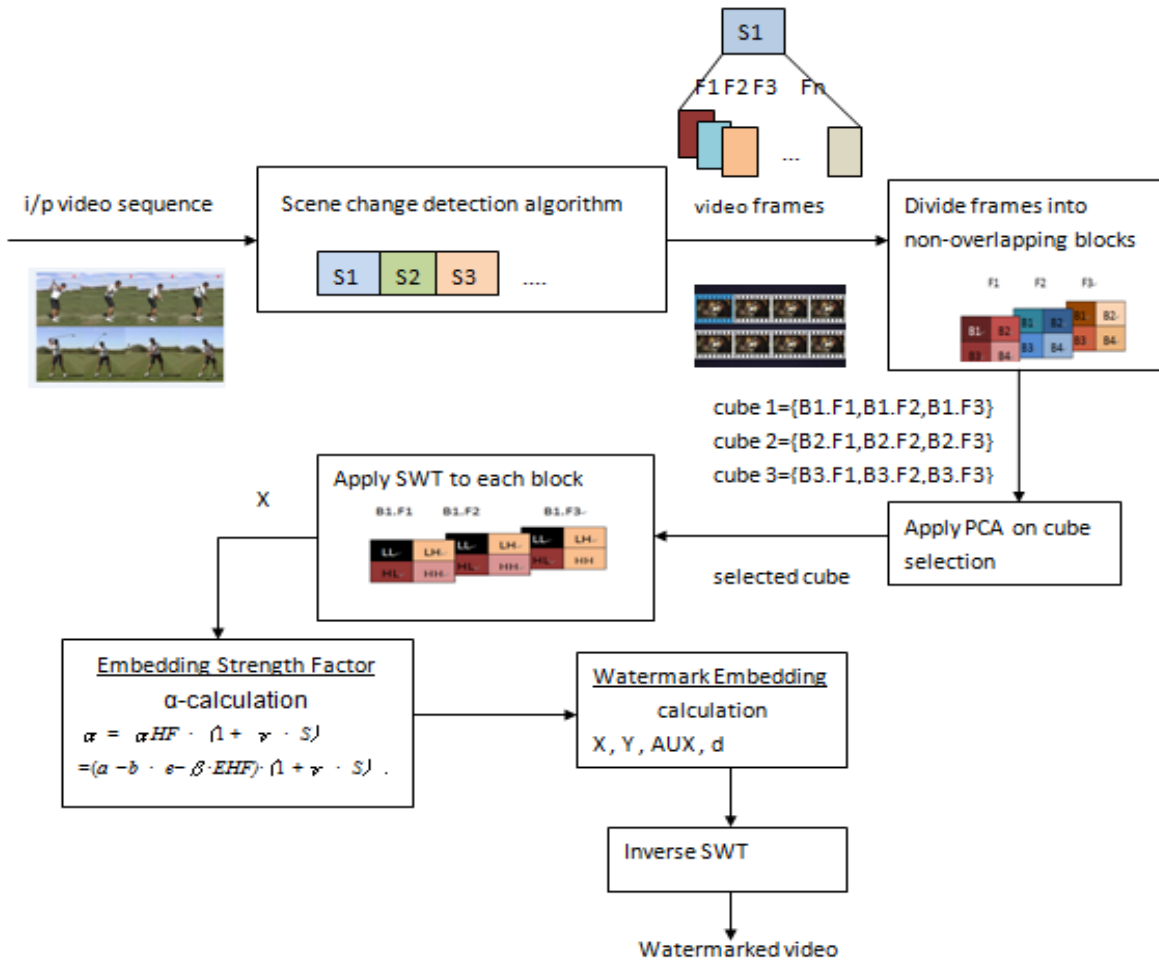 S1
F1 F2 F3 Fn
...
i/p video sequence
Scene change detection algorithm
S1 S2 S3 ....
video frames
Divide frames into
non-overlapping blocks
F1 F2 F3
B1 B2 B1 B2 B1 B2
B3 B4 B3 B4 B3 B4
cube 1={B1.F1,B1.F2,B1.F3}
cube 2={B2.F1,B2.F2,B2.F3}
cube 3={B3.F1,B3.F2,B3.F3}
Apply PCA on cube
selection
selected cube
Apply SWT to each block
B1.F1 B1.F2 B1.F3
LL LH LL LH LL LH
HL HH HL HH HL HH
X
Embedding Strength Factor
α-calculation
α = αHF · (1 + γ · S)
=(a −b · e− β·EHF)· (1 + γ · S) .
Watermark Embedding
calculation
X , Y , AUX , d
Inverse SWT
Watermarked video